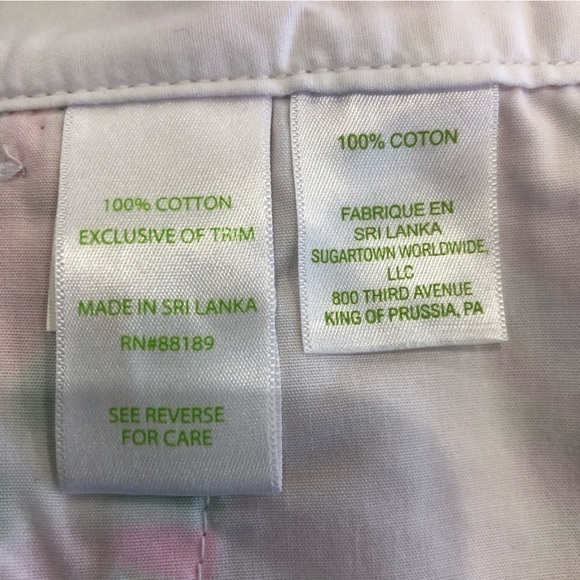 100% COTTON
EXCLUSIVE OF TRIM
MADE IN SRI LANKA
RN#88189
SEE REVERSE
FOR CARE
100% COTON
FABRIQUE EN
SRI LANKA
SUGARTOWN WORLDWIDE,
LLC
800 THIRD AVENUE
KING OF PRUSSIA, PA